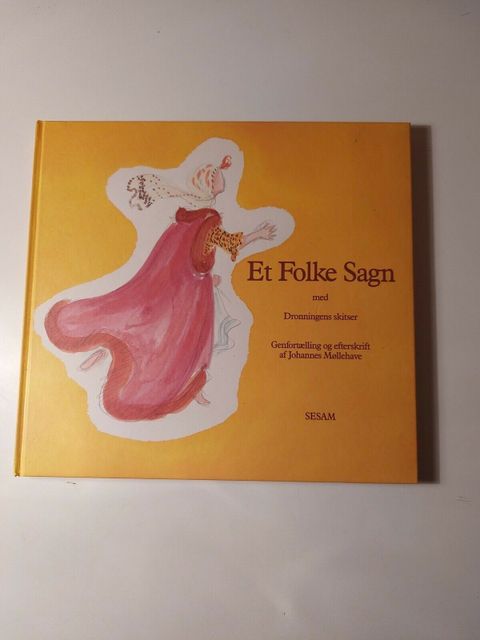 Et Folke Sagn
med
Dronningens skitser
Genfortælling og efterskrift
af Johannes Møllehave
SESAM